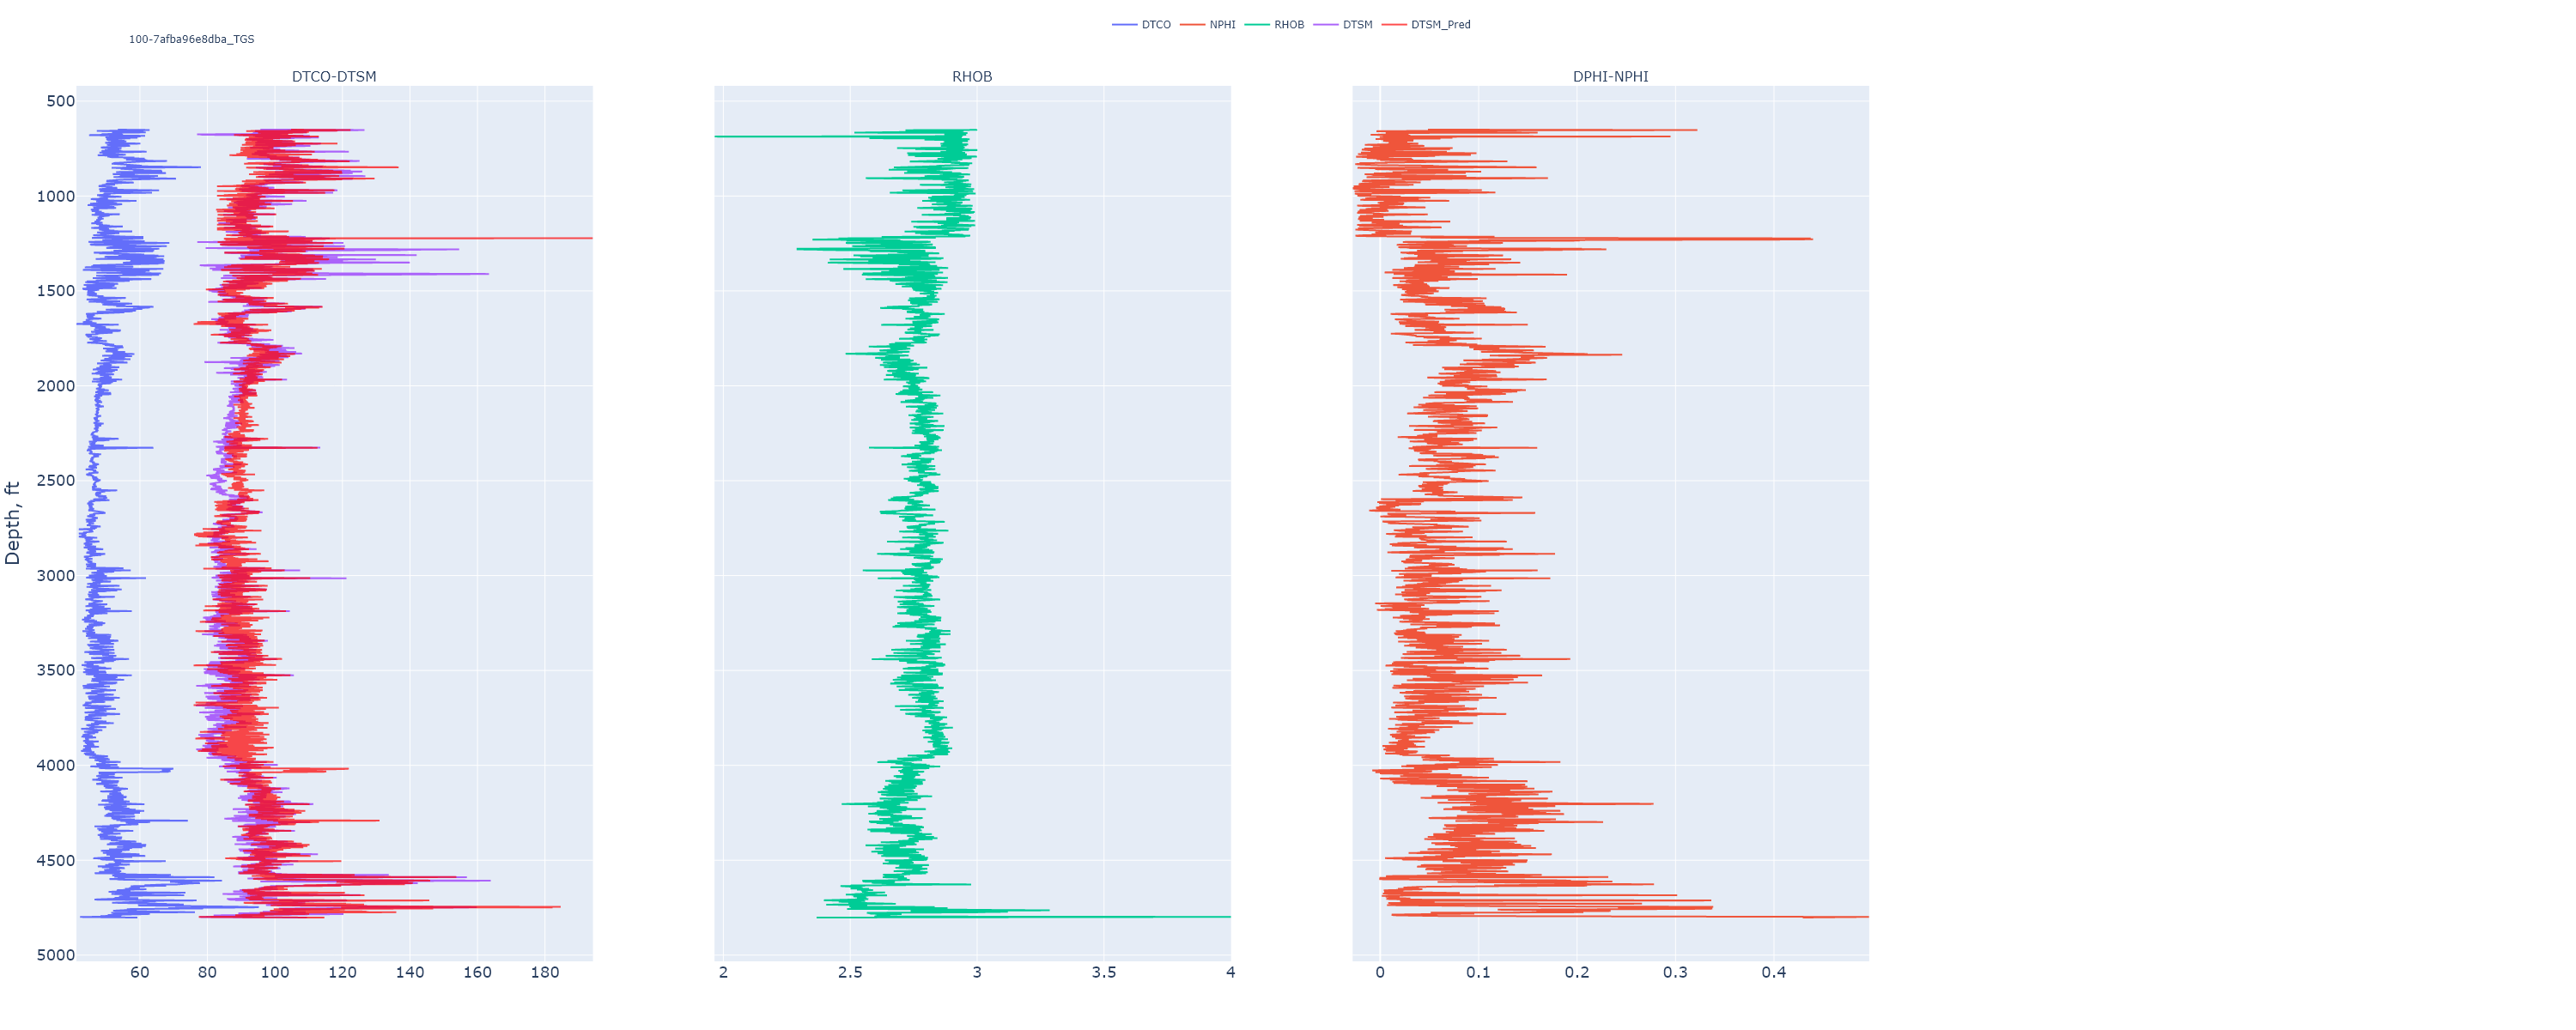 DTCO NPHI RHOB DTSM DTSM_Pred
100-7afba96e8dba_TGS
DTCO-DTSM RHOB DPHI-NPHI
Depth, ft
500
1000
1500
2000
2500
3000
3500
4000
4500
5000
60 80 100 120 140 160 180
2 2.5 3 3.5 4
0 0.1 0.2 0.3 0.4